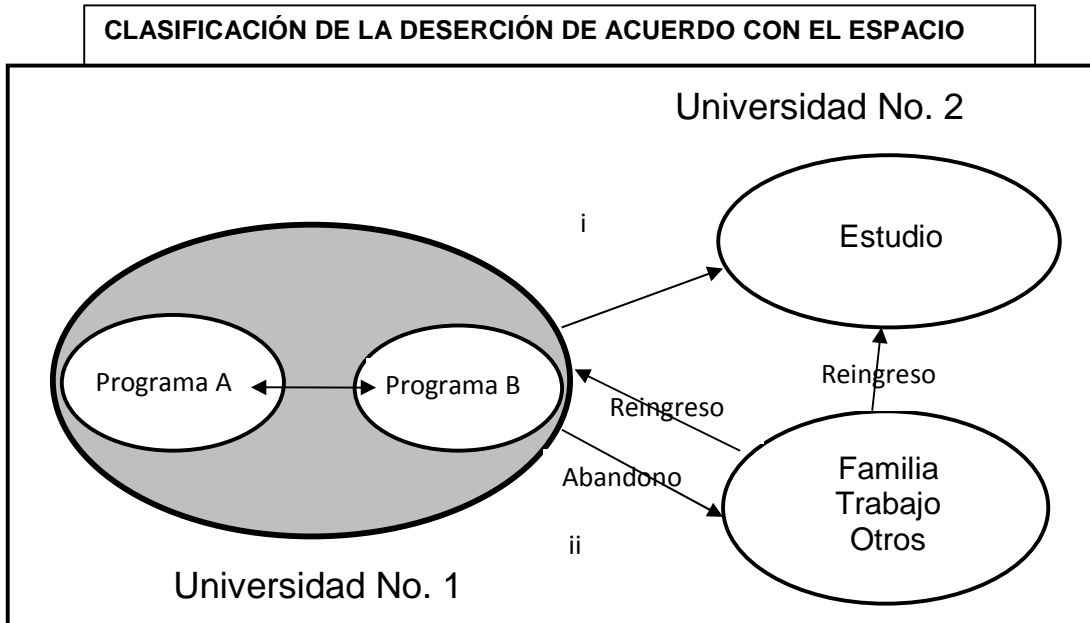 CLASIFICACIÓN DE LA DESERCIÓN DE ACUERDO CON EL ESPACIO
Universidad No. 2
i
Estudio
Programa A
Programa B
Reingreso
Reingreso
Abandono
Familia
Trabajo
Otros
ii
Universidad No. 1